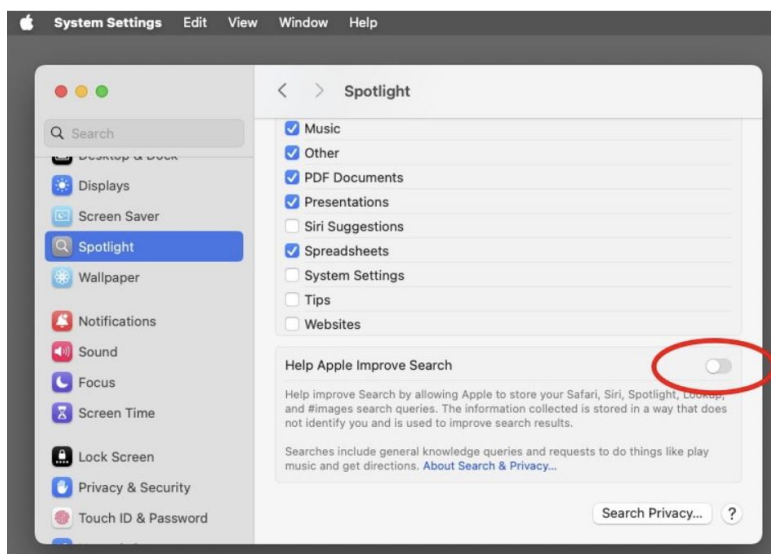 System Settings Edit View Window Help
Spotlight
Search
Desktop & Dock
Displays
Screen Saver
Spotlight
Wallpaper
Notifications
Sound
Focus
Screen Time
Lock Screen
Privacy & Security
Touch ID & Password
Music
Other
PDF Documents
Presentations
Siri Suggestions
Spreadsheets
System Settings
Tips
Websites
Help Apple Improve Search
Help improve Search by allowing Apple to store your Safari, Siri, Spotlight, Lookup,
and #images search queries. The information collected is stored in a way that does
not identify you and is used to improve search results.
Searches include general knowledge queries and requests to do things like play
music and get directions. About Search & Privacy...
Search Privacy... ?